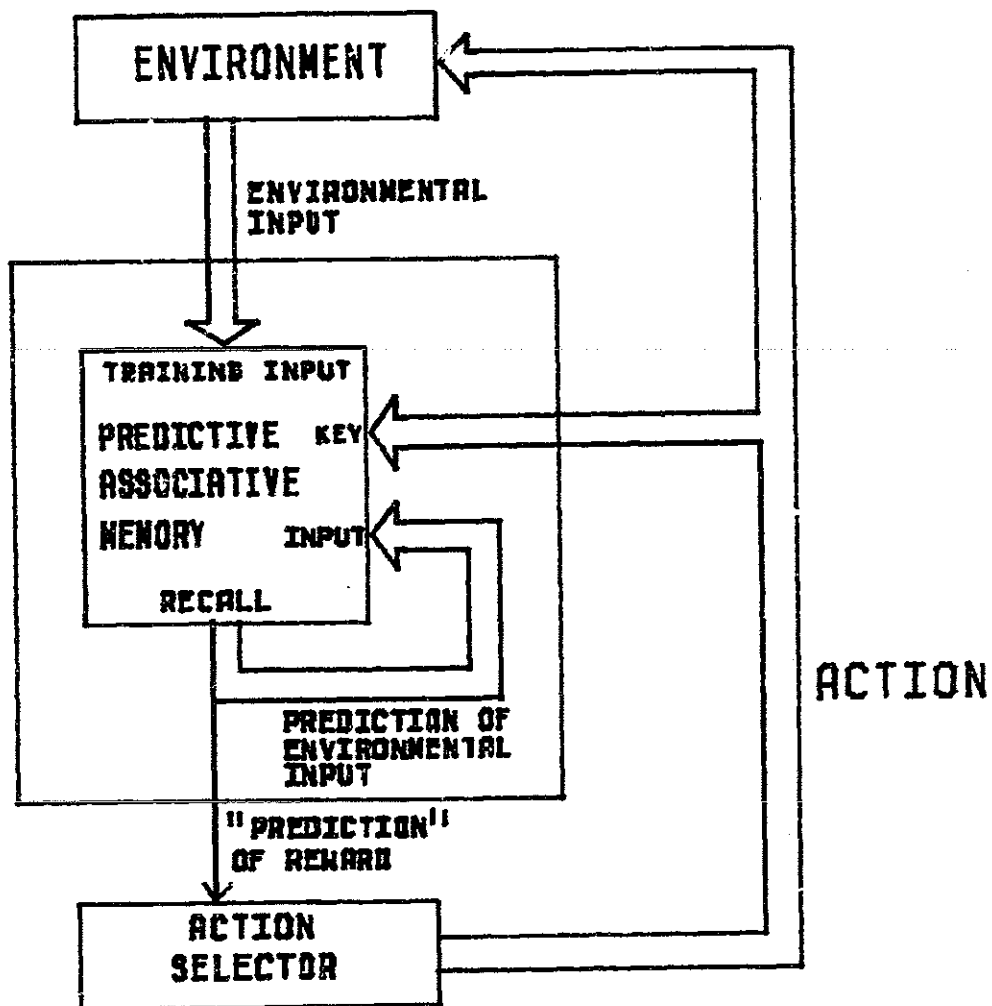 ENVIRONMENT
ENVIRONMENTAL
INPUT
TRAINING INPUT
PREDICTIVE KEY
ASSOCIATIVE
MEMORY INPUT
RECALL
ACTION
PREDICTION OF
ENVIRONMENTAL
INPUT
"PREDICTION"
OF REWARD
ACTION
SELECTOR